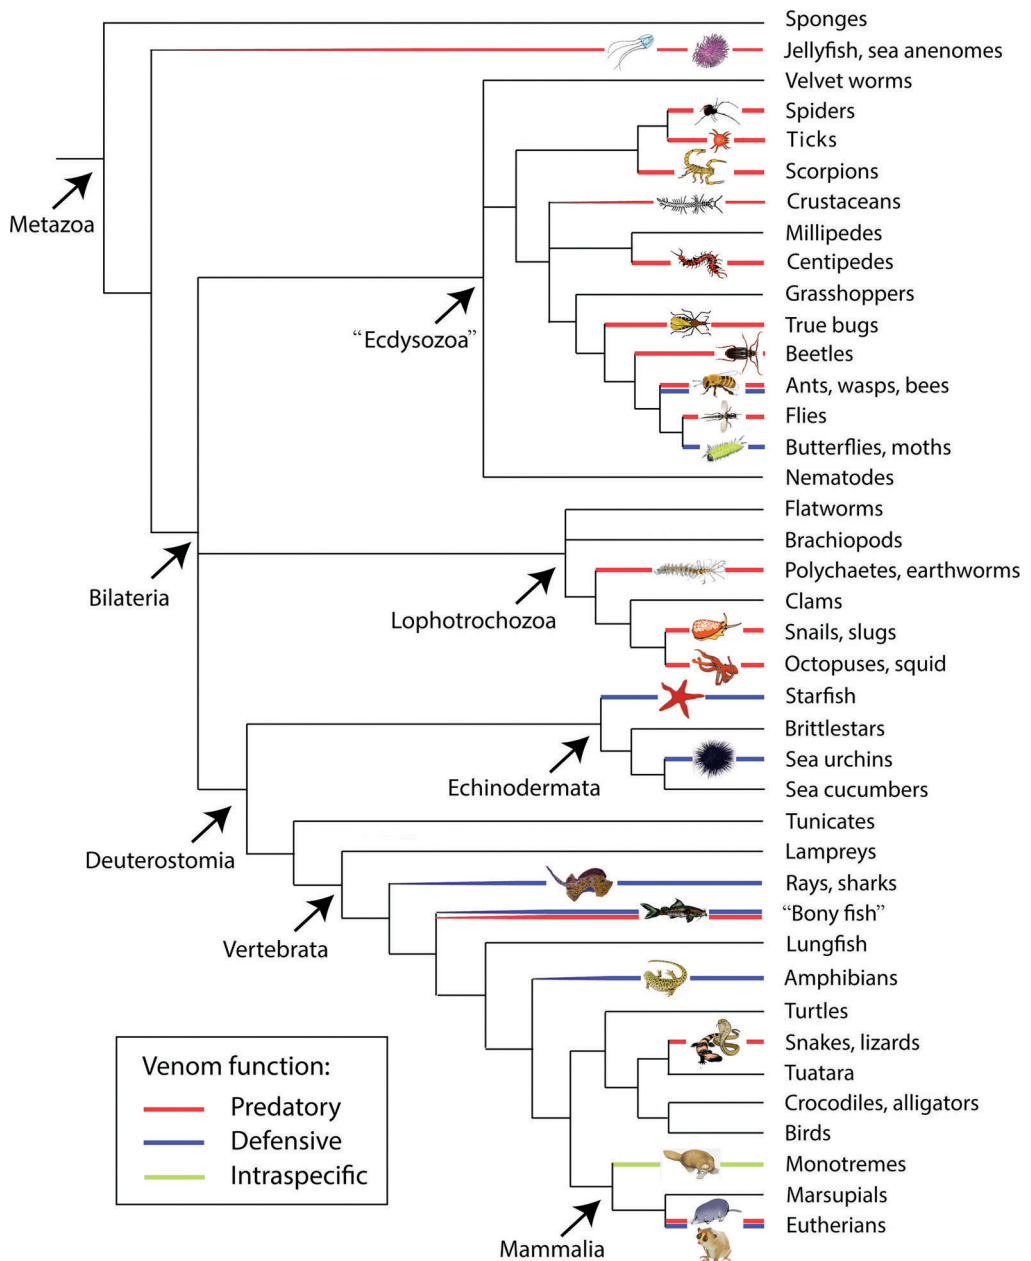 Sponges
Jellyfish, sea anenomes
Velvet worms
Spiders
Ticks
Scorpions
Metazoa
Crustaceans
Millipedes
Centipedes
Grasshoppers
“Ecdysozoa”
True bugs
Beetles
Ants, wasps, bees
Flies
Butterflies, moths
Nematodes
Flatworms
Brachiopods
Polychaetes, earthworms
Bilateria
Clams
Lophotrochozoa
Snails, slugs
Octopuses, squid
Starfish
Brittlestars
Sea urchins
Echinodermata
Sea cucumbers
Tunicates
Lampreys
Deuterostomia
Rays, sharks
“Bony fish”
Vertebrata
Lungfish
Amphibians
Turtles
Snakes, lizards
Tuatara
Crocodiles, alligators
Birds
Monotremes
Marsupials
Eutherians
Mammalia
Venom function:
Predatory
Defensive
Intraspecific